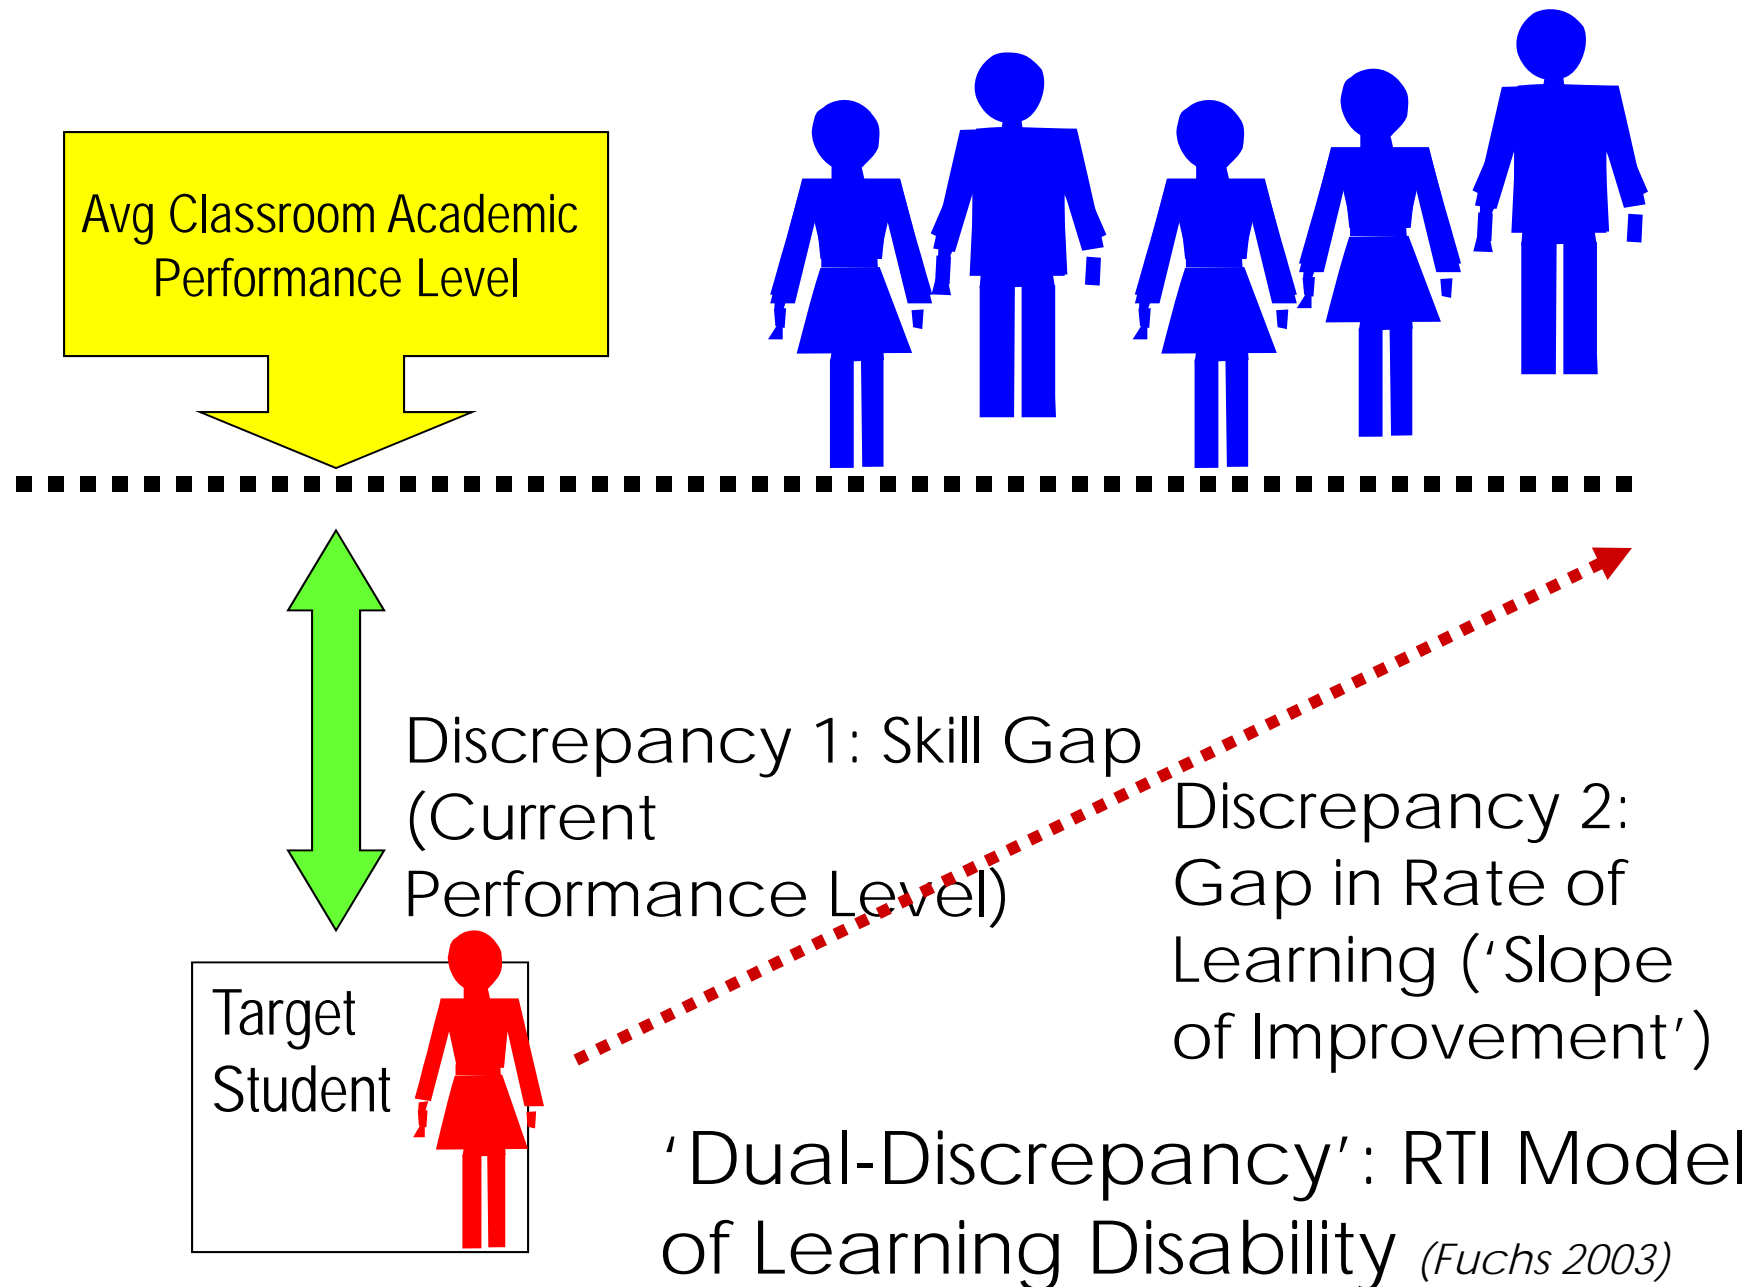 Avg Classroom Academic
Performance Level
Discrepancy 1: Skill Gap
(Current
Performance Level)
Discrepancy 2:
Gap in Rate of
Learning (‘Slope
of Improvement’)
Target
Student
‘Dual-Discrepancy’: RTI Model
of Learning Disability (Fuchs 2003)